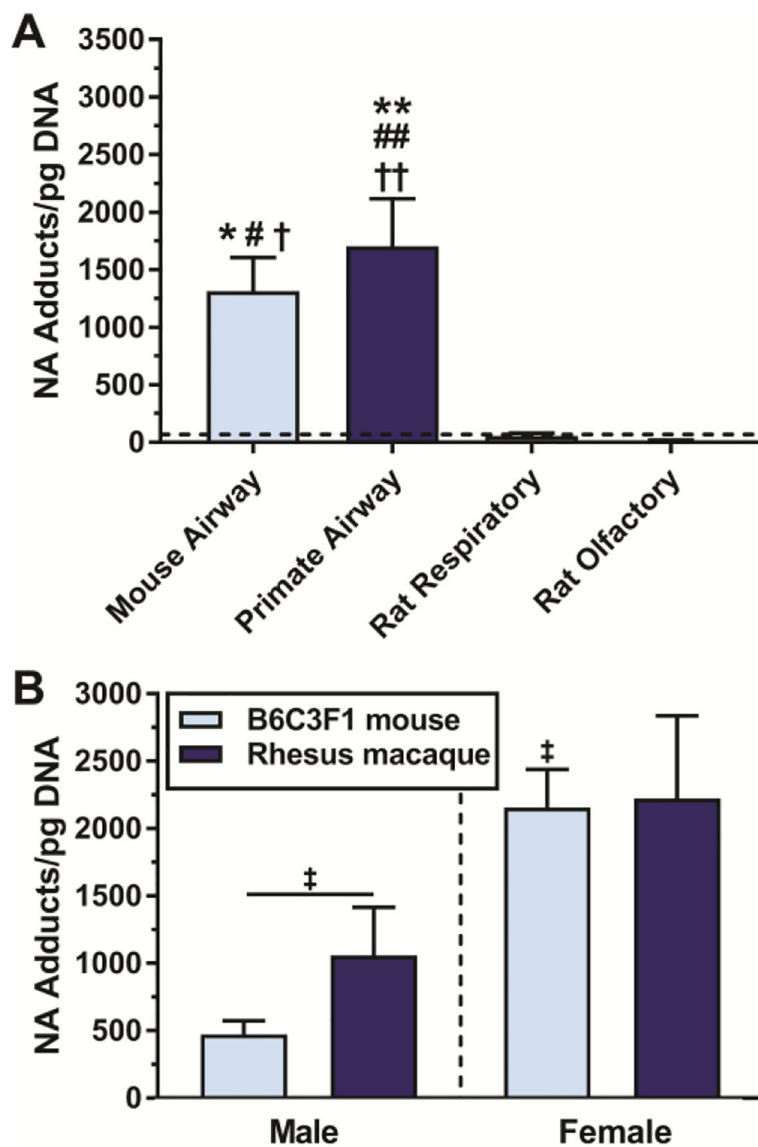 A
NA Adducts/pg DNA
3500
3000
2500
2000
1500
1000
500
0
* # †
**
##
††
Mouse Airway
Primate Airway
Rat Respiratory
Rat Olfactory
B
NA Adducts/pg DNA
3000
2500
2000
1500
1000
500
0
B6C3F1 mouse
Rhesus macaque
‡
‡
Male
Female